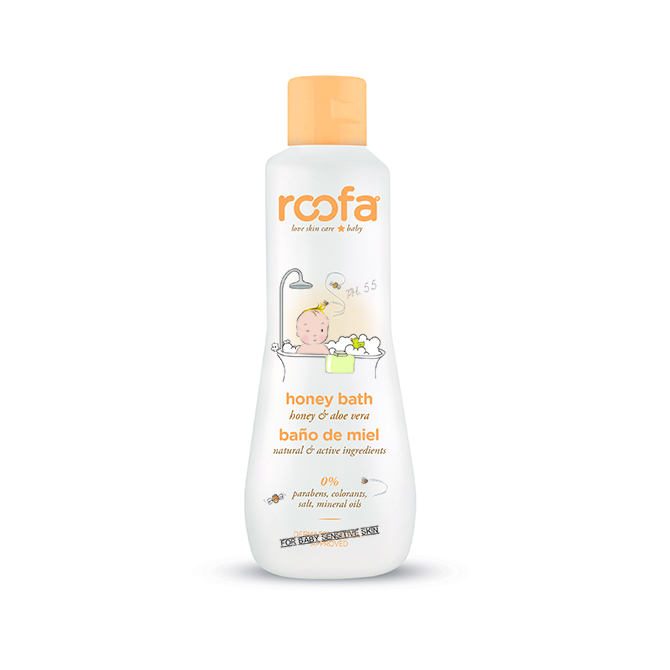 roofa
love skin care ★ baby
pH. 5.5
honey bath
honey & aloe vera
baño de miel
natural & active ingredients
0%
parabens, colorants,
salt, mineral oils
FOR BABY SENSITIVE SKIN